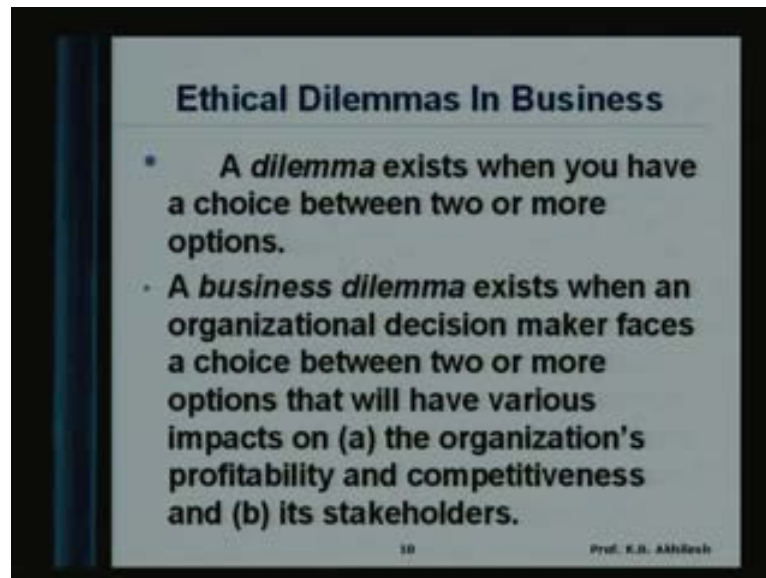 Ethical Dilemmas In Business
• A dilemma exists when you have
a choice between two or more
options.
• A business dilemma exists when an
organizational decision maker faces
a choice between two or more
options that will have various
impacts on (a) the organization's
profitability and competitiveness
and (b) its stakeholders.
10 Prof. K.B. Akhilesh